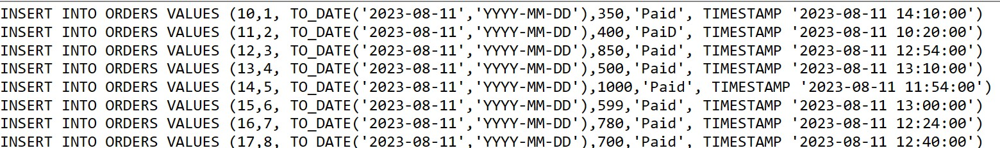 INSERT INTO ORDERS VALUES (10,1, TO_DATE('2023-08-11','YYYY-MM-DD'),350,'Paid', TIMESTAMP '2023-08-11 14:10:00')
INSERT INTO ORDERS VALUES (11,2, TO_DATE('2023-08-11','YYYY-MM-DD'),400,'PaiD', TIMESTAMP '2023-08-11 10:20:00')
INSERT INTO ORDERS VALUES (12,3, TO_DATE('2023-08-11','YYYY-MM-DD'),850,'Paid', TIMESTAMP '2023-08-11 12:54:00')
INSERT INTO ORDERS VALUES (13,4, TO_DATE('2023-08-11','YYYY-MM-DD'),500,'Paid', TIMESTAMP '2023-08-11 13:10:00')
INSERT INTO ORDERS VALUES (14,5, TO_DATE('2023-08-11','YYYY-MM-DD'),1000,'Paid', TIMESTAMP '2023-08-11 11:54:00')
INSERT INTO ORDERS VALUES (15,6, TO_DATE('2023-08-11','YYYY-MM-DD'),599,'Paid', TIMESTAMP '2023-08-11 13:00:00')
INSERT INTO ORDERS VALUES (16,7, TO_DATE('2023-08-11','YYYY-MM-DD'),780,'Paid', TIMESTAMP '2023-08-11 12:24:00')
INSERT INTO ORDERS VALUES (17,8, TO_DATE('2023-08-11','YYYY-MM-DD'),700,'Paid', TIMESTAMP '2023-08-11 12:40:00')